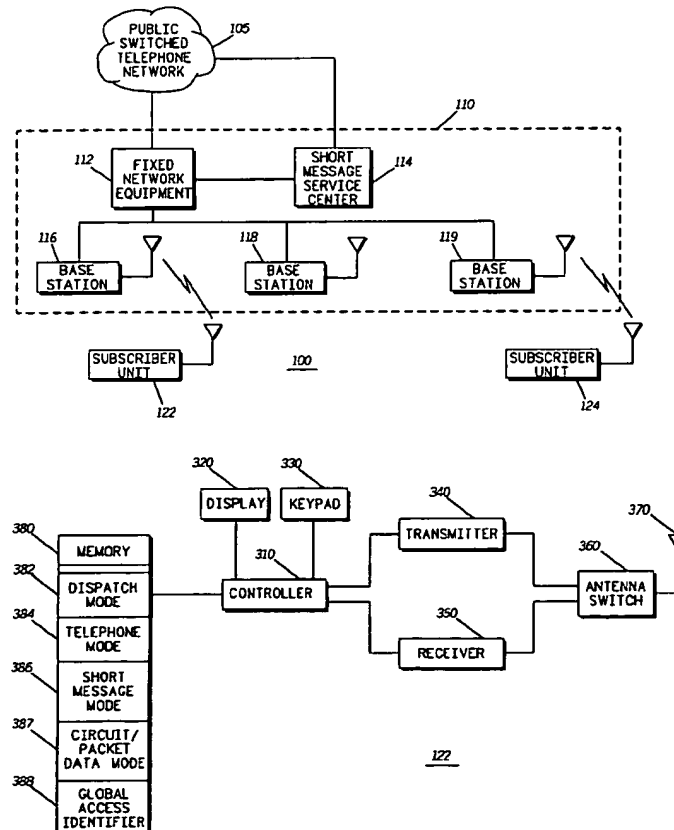 PUBLIC
SWITCHED
TELEPHONE
NETWORK
105
110
112
FIXED
NETWORK
EQUIPMENT
SHORT
MESSAGE
SERVICE
CENTER
114
116
BASE
STATION
118
BASE
STATION
119
BASE
STATION
SUBSCRIBER
UNIT
122
100
SUBSCRIBER
UNIT
124
320
DISPLAY
330
KEYPAD
340
TRANSMITTER
370
380
MEMORY
382
DISPATCH
MODE
310
CONTROLLER
360
ANTENNA
SWITCH
384
TELEPHONE
MODE
350
RECEIVER
386
SHORT
MESSAGE
MODE
387
CIRCUIT/
PACKET
DATA MODE
122
388
GLOBAL
ACCESS
IDENTIFIER